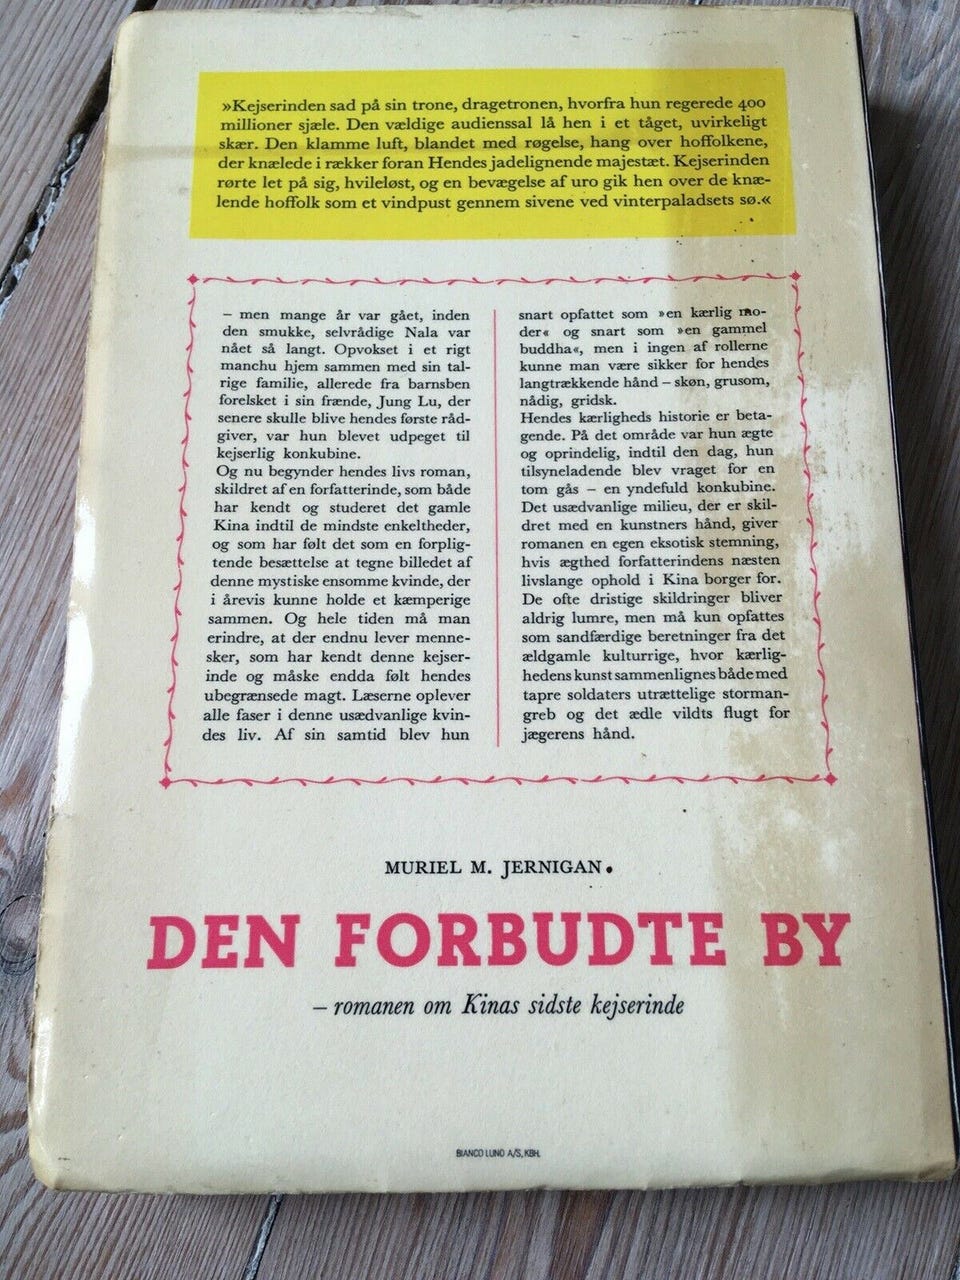 »Kejserinden sad på sin trone, dragetronen, hvorfra hun regerede 400
millioner sjæle. Den vældige audienssal lå hen i et tåget, uvirkeligt
skær. Den klamme luft, blandet med røgelse, hang over hoffolkene,
der knælede i rækker foran Hendes jadelignende majestæt. Kejserinden
rørte let på sig, hvileløst, og en bevægelse af uro gik hen over de knæ-
lende hoffolk som et vindpust gennem sivene ved vinterpaladsets sø.«
– men mange år var gået, inden
den smukke, selvrådige Nala var
nået så langt. Opvokset i et rigt
manchu hjem sammen med sin tal-
rige familie, allerede fra barnsben
forelsket i sin frænde, Jung Lu, der
senere skulle blive hendes første råd-
giver, var hun blevet udpeget til
kejserlig konkubine.
Og nu begynder hendes livs roman,
skildret af en forfatterinde, som både
har kendt og studeret det gamle
Kina indtil de mindste enkeltheder,
og som har følt det som en forplig-
tende besættelse at tegne billedet af
denne mystiske ensomme kvinde, der
i årevis kunne holde et kæmperige
sammen. Og hele tiden må man
erindre, at der endnu lever menne-
sker, som har kendt denne kejser-
inde og måske endda følt hendes
ubegrænsede magt. Læserne oplever
alle faser i denne usædvanlige kvin-
des liv. Af sin samtid blev hun
snart opfattet som »en kærlig mo-
der« og snart som »en gammel
buddha«, men i ingen af rollerne
kunne man være sikker for hendes
langtrækkende hånd – skøn, grusom,
nådig, gridsk.
Hendes kærligheds historie er beta-
gende. På det område var hun ægte
og oprindelig, indtil den dag, hun
tilsyneladende blev vraget for en
tom gås – en yndefuld konkubine.
Det usædvanlige milieu, der er skil-
dret med en kunstners hånd, giver
romanen en egen eksotisk stemning,
hvis ægthed forfatterindens næsten
livslange ophold i Kina borger for.
De ofte dristige skildringer bliver
aldrig lumre, men må kun opfattes
som sandfærdige beretninger fra det
ældgamle kulturrige, hvor kærlig-
hedens kunst sammenlignes både med
tapre soldaters utrættelige storman-
greb og det ædle vildts flugt for
jægerens hånd.
MURIEL M. JERNIGAN
DEN FORBUDTE BY
– romanen om Kinas sidste kejserinde
BIANCO LUNO A/S, KBH.